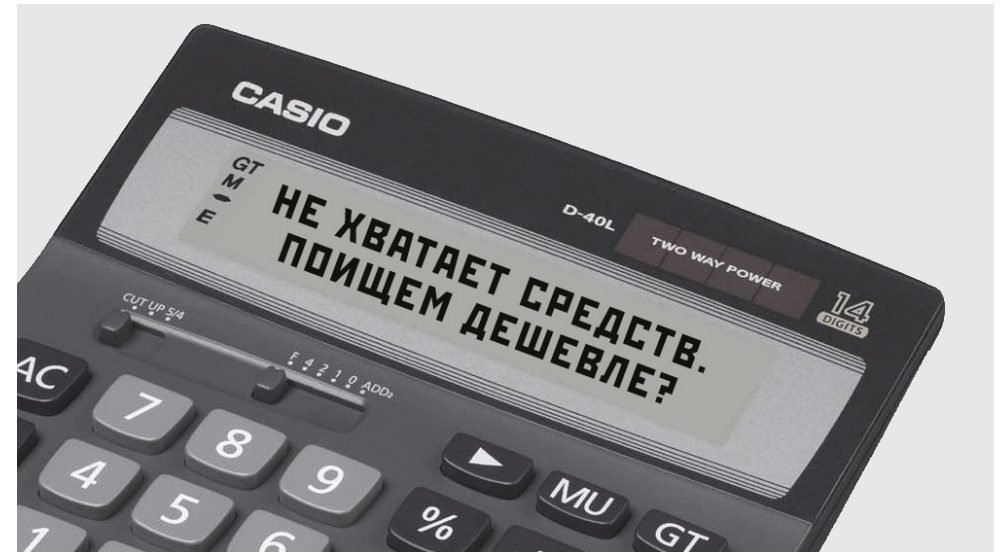 CASIO
GT
M
E
НЕ ХВАТАЕТ СРЕДСТВ.
ПОИЩЕМ ДЕШЕВЛЕ?
D-40L
TWO WAY POWER
14
DIGITS
CUT UP 5/4
F 4 2 1 0 ADD₂
AC
7 8 9
4 5 6
1
%
MU
GT